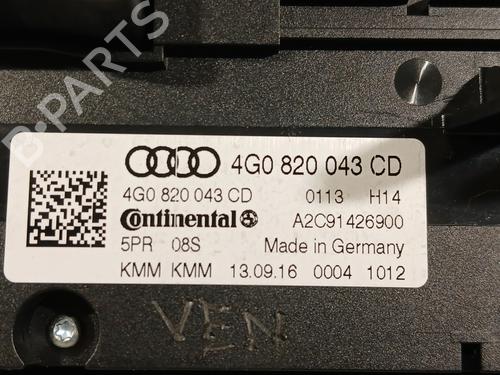 B-PARTS
4G0 820 043 CD
4G0 820 043 CD 0113 H14
Continental A2C91426900
5PR 08S Made in Germany
KMM KMM 13.09.16 0004 1012
VEN